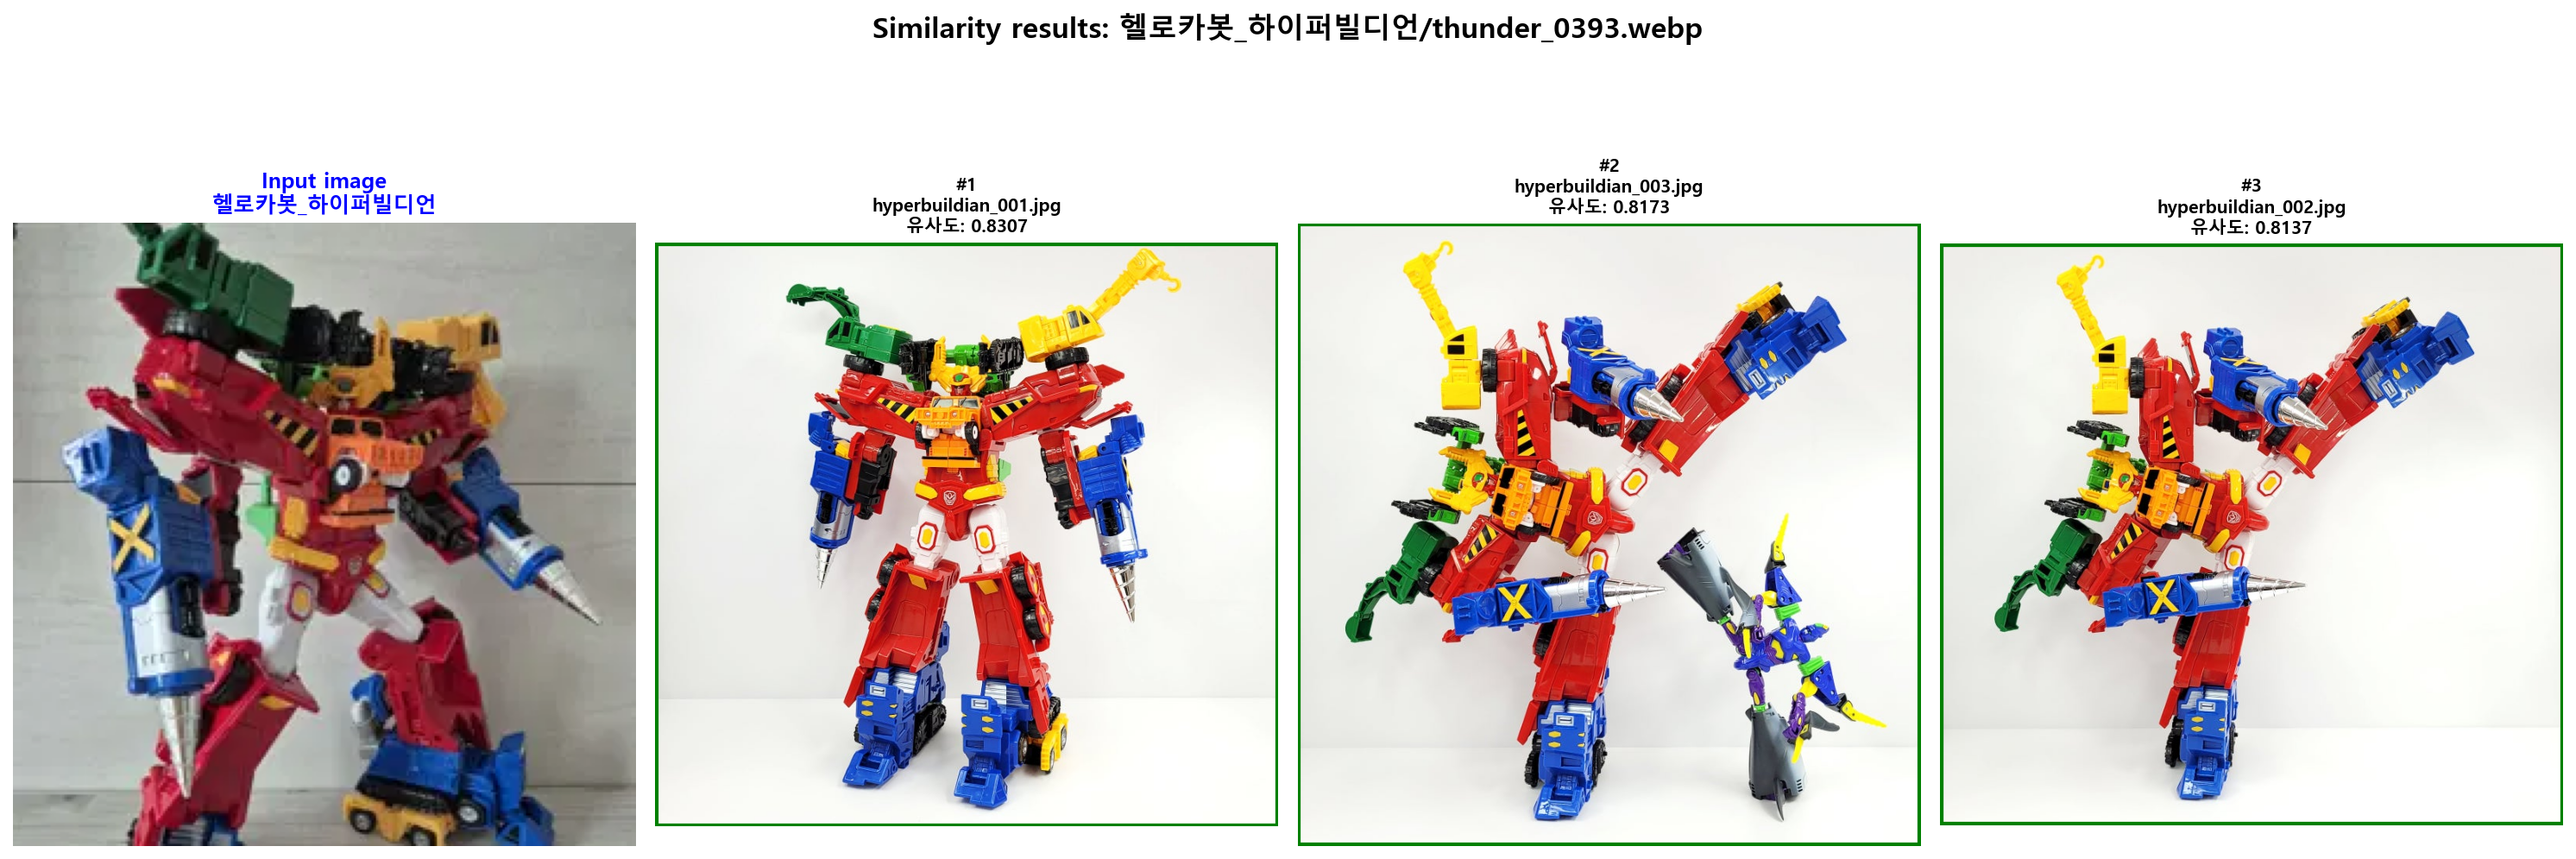 Similarity results: 헬로카봇_하이퍼빌디언/thunder_0393.webp
Input image
헬로카봇_하이퍼빌디언
#1
hyperbuildian_001.jpg
유사도: 0.8307
#2
hyperbuildian_003.jpg
유사도: 0.8173
#3
hyperbuildian_002.jpg
유사도: 0.8137